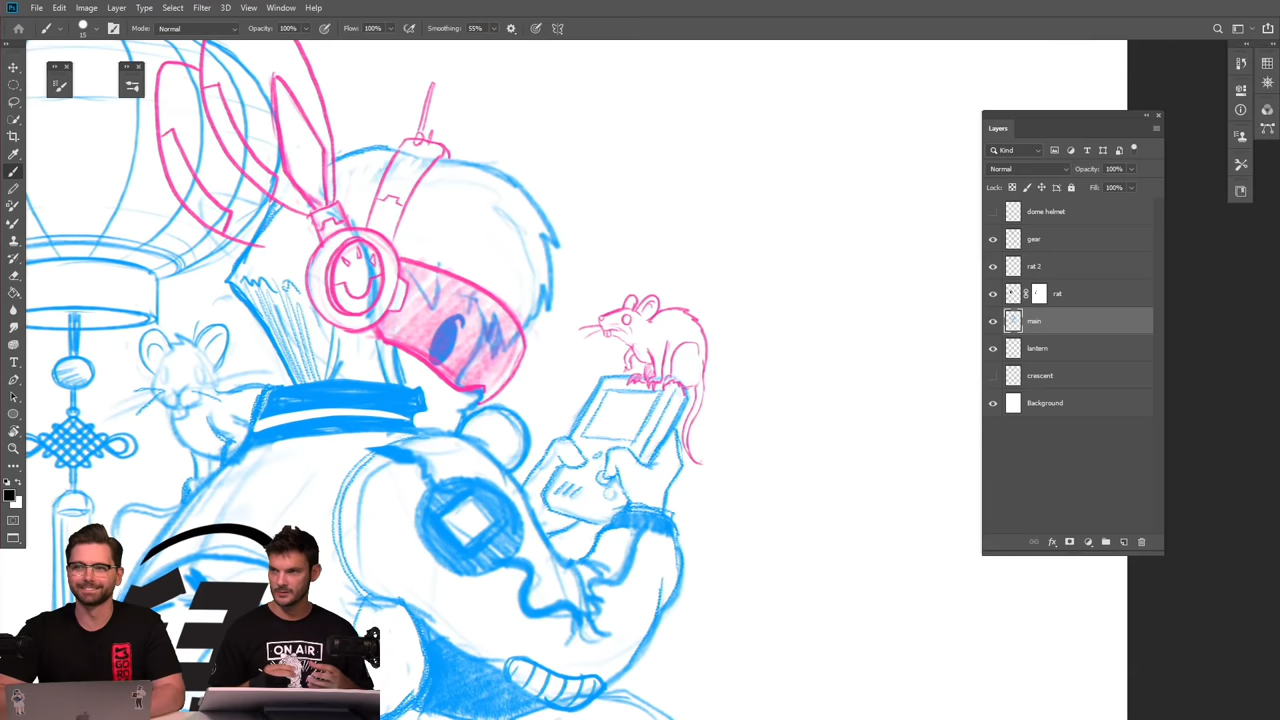 File Edit Image Layer Type Select Filter 3D View Window Help
15 Mode: Normal Opacity: 100% Flow: 100% Smoothing: 55%
Layers
Kind
Normal Opacity: 100%
Lock: Fill: 100%
dome helmet
gear
rat 2
rat
main
lantern
crescent
Background
fx
ON AIR